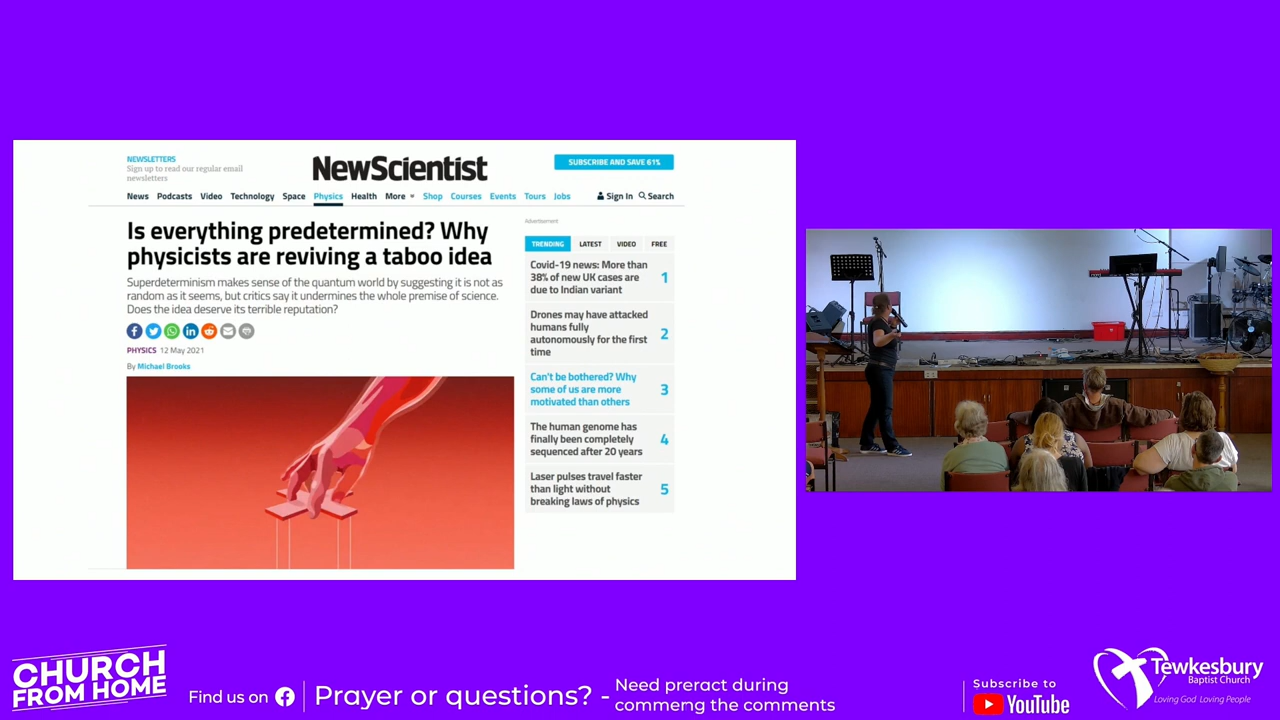 NEWSLETTERS
Sign up to read our regular email
newsletters
NewScientist
SUBSCRIBE AND SAVE 61%
News Podcasts Video Technology Space Physics Health More Shop Courses Events Tours Jobs Sign In Search
Is everything predetermined? Why
physicists are reviving a taboo idea
Superdeterminism makes sense of the quantum world by suggesting it is not as
random as it seems, but critics say it undermines the whole premise of science.
Does the idea deserve its terrible reputation?
PHYSICS 12 May 2021
By Michael Brooks
Advertisement
TRENDING LATEST VIDEO FREE
Covid-19 news: More than
38% of new UK cases are
due to Indian variant
1
Drones may have attacked
humans fully
autonomously for the first
time
2
Can't be bothered? Why
some of us are more
motivated than others
3
The human genome has
finally been completely
sequenced after 20 years
4
Laser pulses travel faster
than light without
breaking laws of physics
5
CHURCH
FROM HOME
Find us on
Prayer or questions? -
Need preract during
commeng the comments
Subscribe to
YouTube
Tewkesbury
Baptist Church
Loving God Loving People